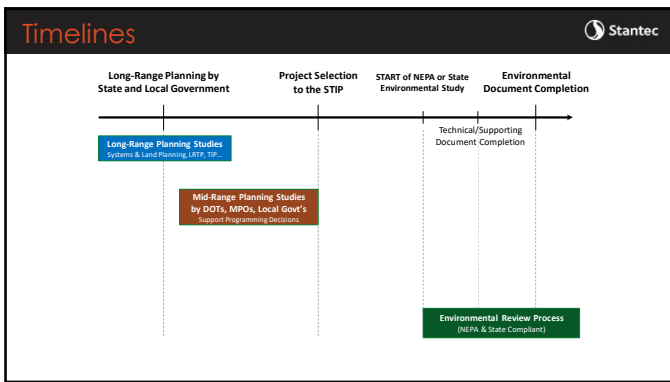 Timelines
Stantec
Long-Range Planning by
State and Local Government
Project Selection
to the STIP
START of NEPA or State
Environmental Study
Environmental
Document Completion
Technical/Supporting
Document Completion
Long-Range Planning Studies
Systems & Land Planning, LRTP, TIP...
Mid-Range Planning Studies
by DOTs, MPOs, Local Govt's
Support Programming Decisions
Environmental Review Process
(NEPA & State Compliant)